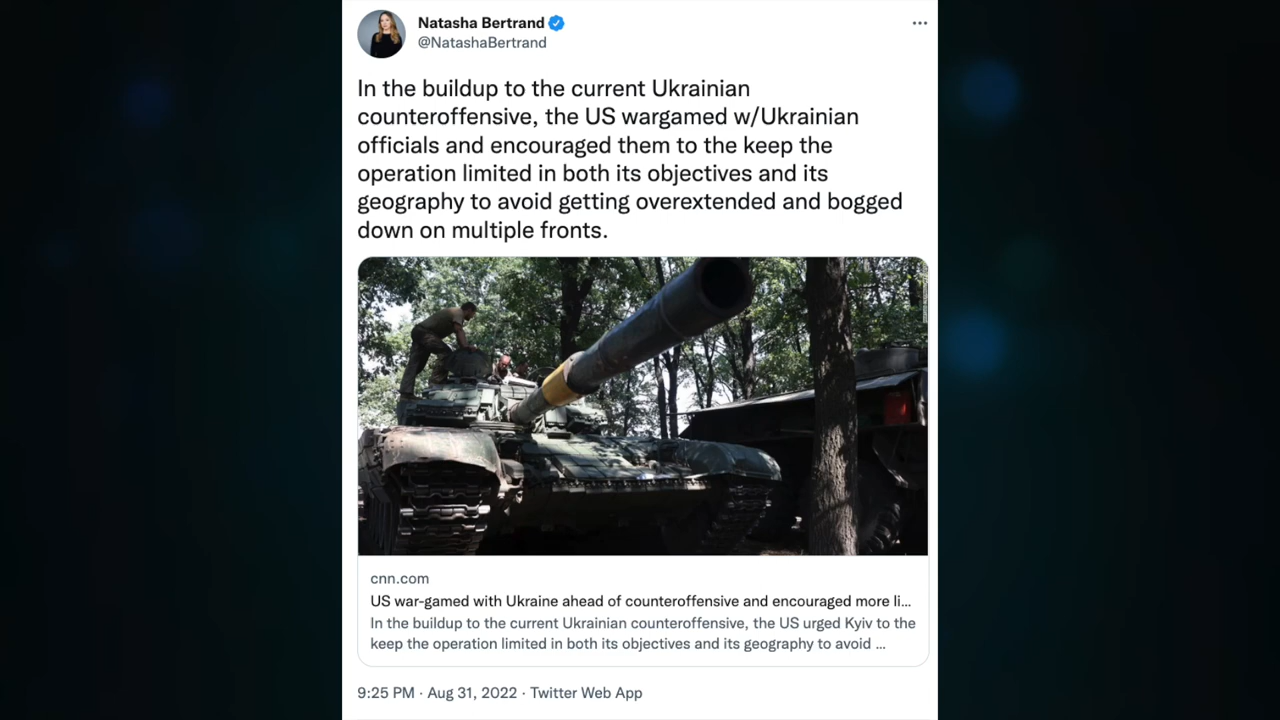 Natasha Bertrand
@NatashaBertrand
In the buildup to the current Ukrainian
counteroffensive, the US wargamed w/Ukrainian
officials and encouraged them to the keep the
operation limited in both its objectives and its
geography to avoid getting overextended and bogged
down on multiple fronts.
cnn.com
US war-gamed with Ukraine ahead of counteroffensive and encouraged more li...
In the buildup to the current Ukrainian counteroffensive, the US urged Kyiv to the
keep the operation limited in both its objectives and its geography to avoid ...
9:25 PM · Aug 31, 2022 · Twitter Web App